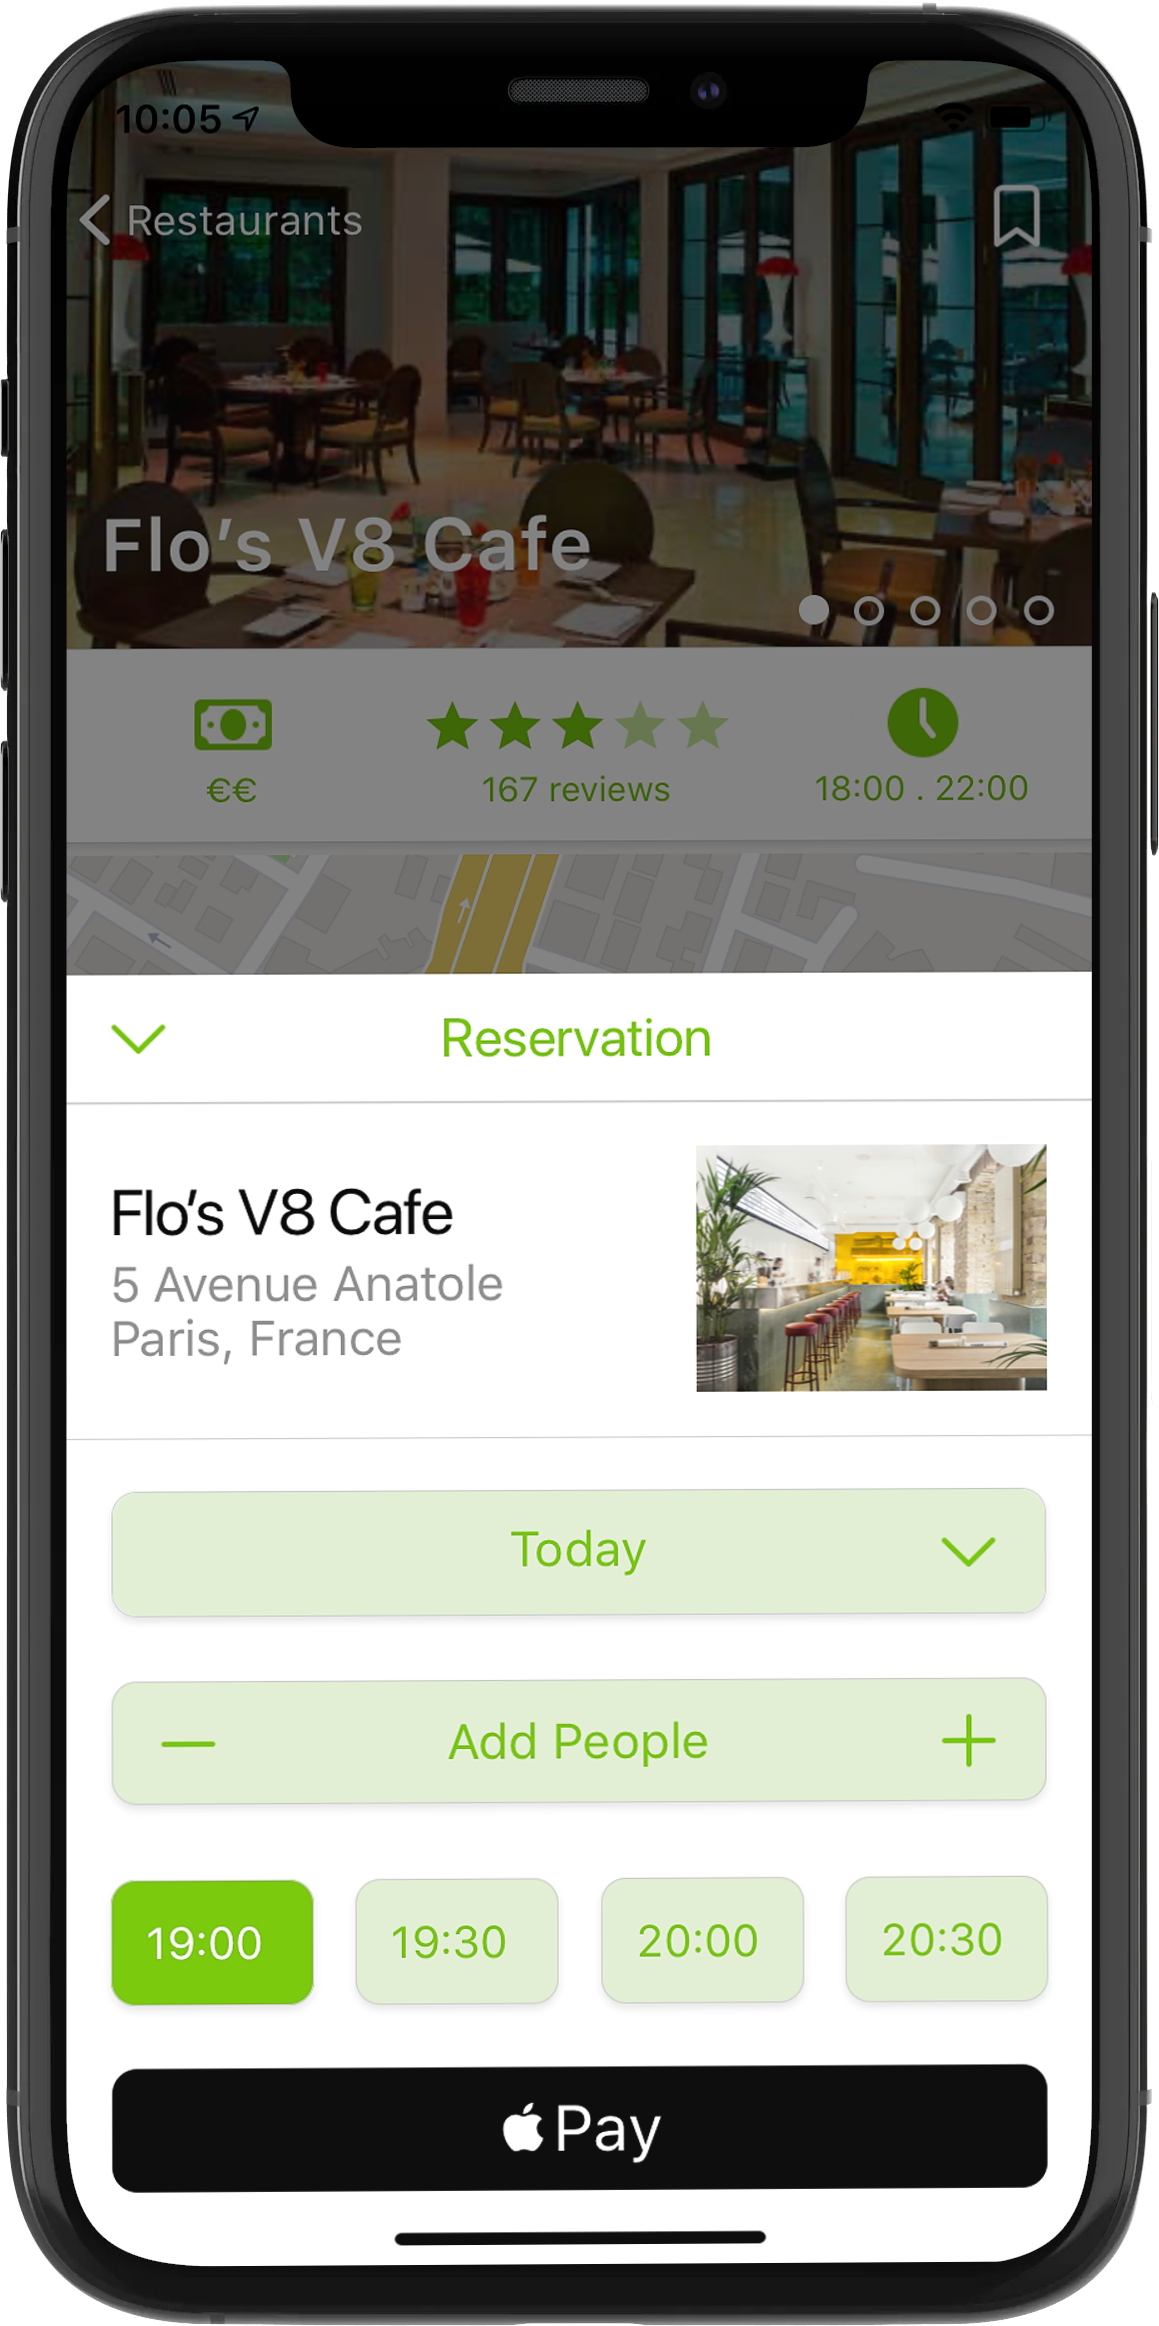 10:05
Restaurants
Flo's V8 Cafe
€€
167 reviews
18:00 . 22:00
Reservation
Flo's V8 Cafe
5 Avenue Anatole
Paris, France
Today
Add People
19:00
19:30
20:00
20:30
Pay